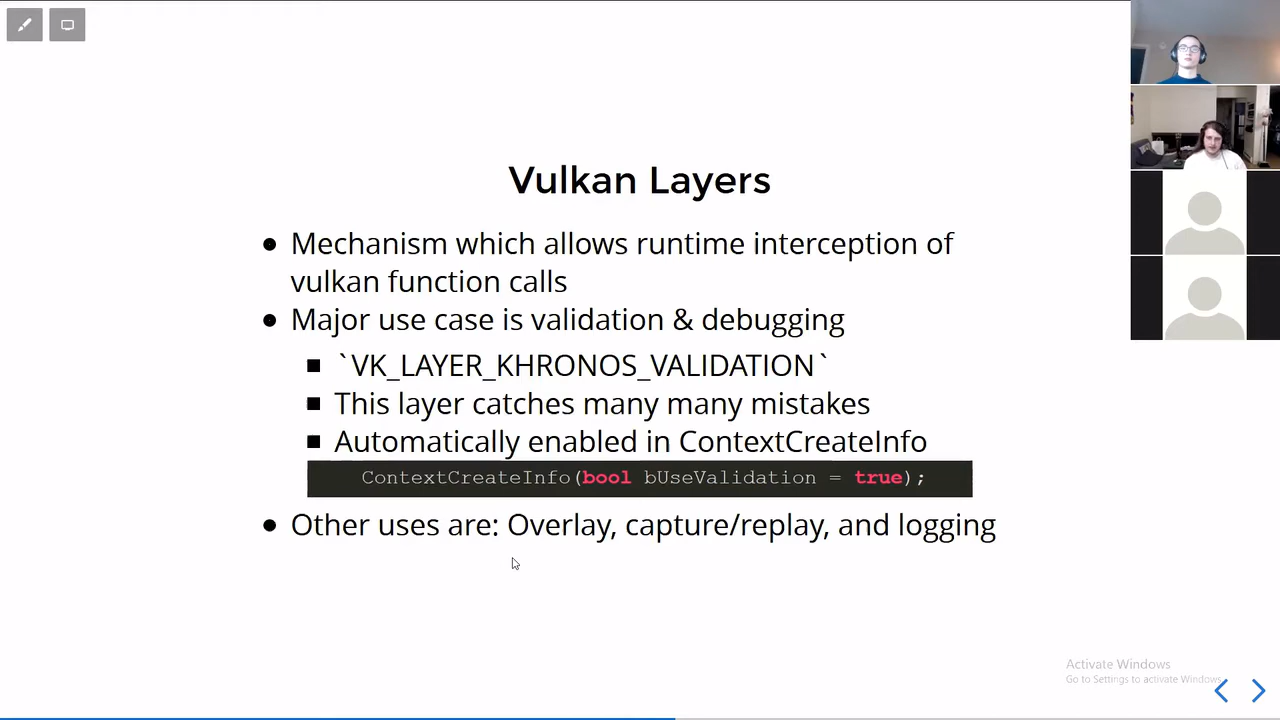 Vulkan Layers
Mechanism which allows runtime interception of
vulkan function calls
Major use case is validation & debugging
`VK_LAYER_KHRONOS_VALIDATION`
This layer catches many many mistakes
Automatically enabled in ContextCreateInfo
ContextCreateInfo(bool bUseValidation = true);
Other uses are: Overlay, capture/replay, and logging
Activate Windows
Go to Settings to activate Windows.